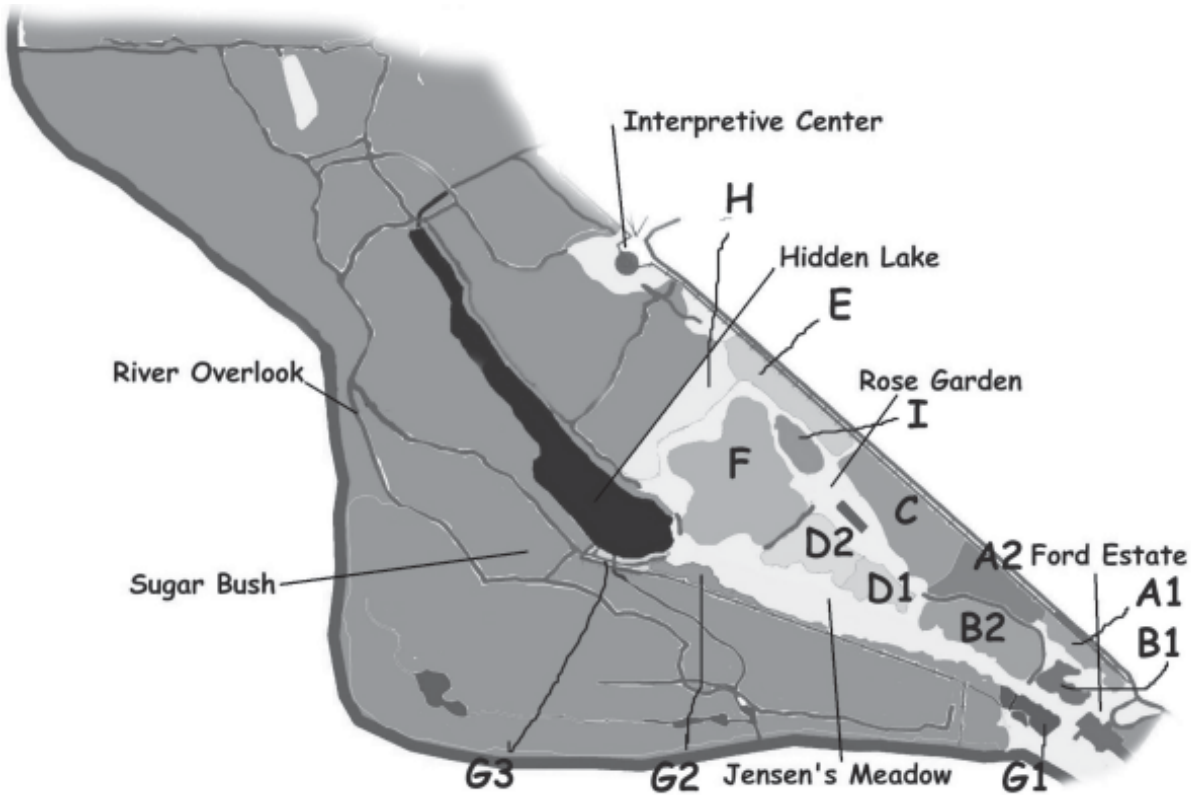 Interpretive Center
H
Hidden Lake
E
River Overlook
Rose Garden
I
F
C
D2
A2 Ford Estate
Sugar Bush
D1
A1
B2
B1
G3
G2
Jensen's Meadow
G1